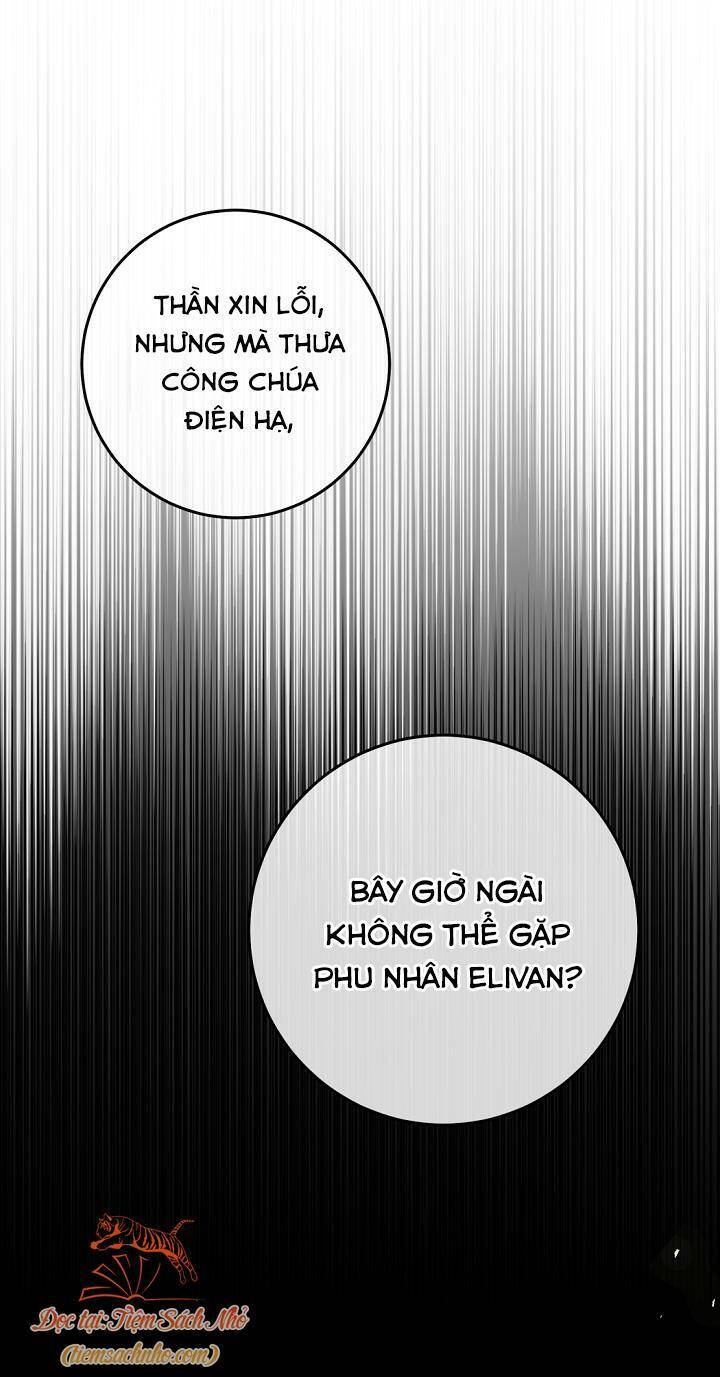 THẦN XIN LỖI,
NHƯNG MÀ THƯA
CÔNG CHÚA
ĐIỆN HẠ,
BÂY GIỜ NGÀI
KHÔNG THỂ GẶP
PHU NHÂN ELIVAN?
Đọc tại: Tiệm Sách Nhỏ
(tiemsachnho.com)